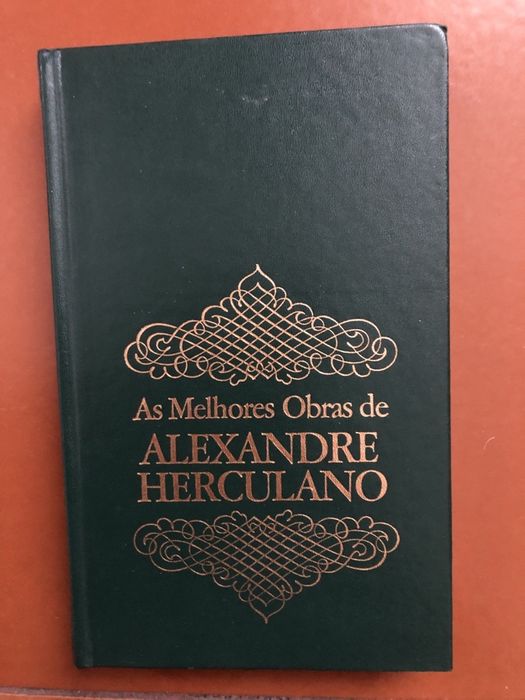 As Melhores Obras de
ALEXANDRE
HERCULANO